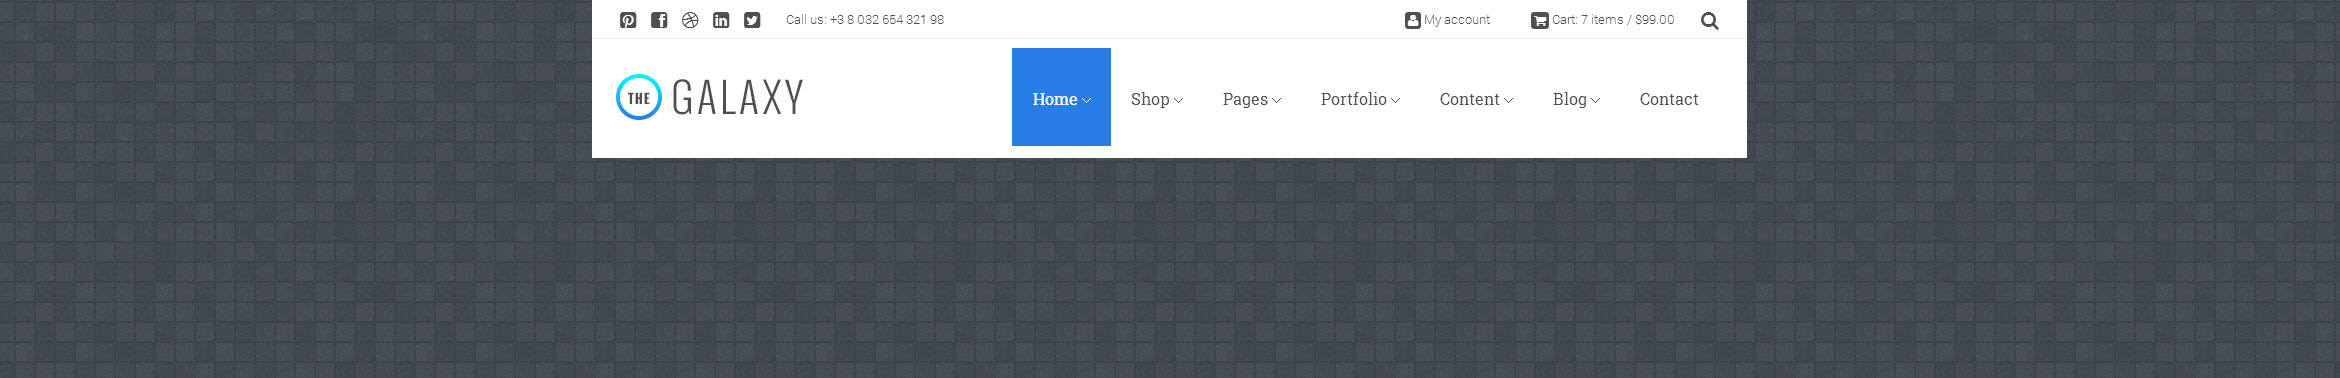 Call us: +3 8 032 654 321 98
My account
Cart: 7 items / $99.00
THE GALAXY
Home
Shop
Pages
Portfolio
Content
Blog
Contact